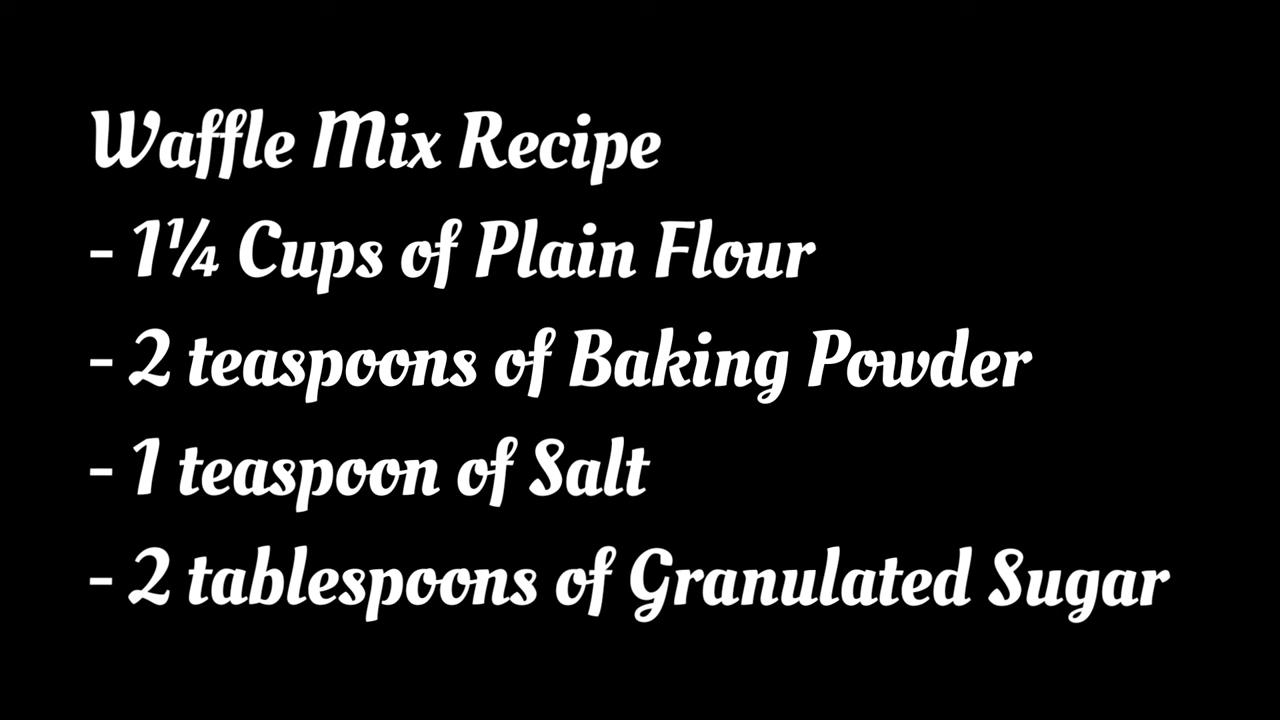 Waffle Mix Recipe
- 1¼ Cups of Plain Flour
- 2 teaspoons of Baking Powder
- 1 teaspoon of Salt
- 2 tablespoons of Granulated Sugar